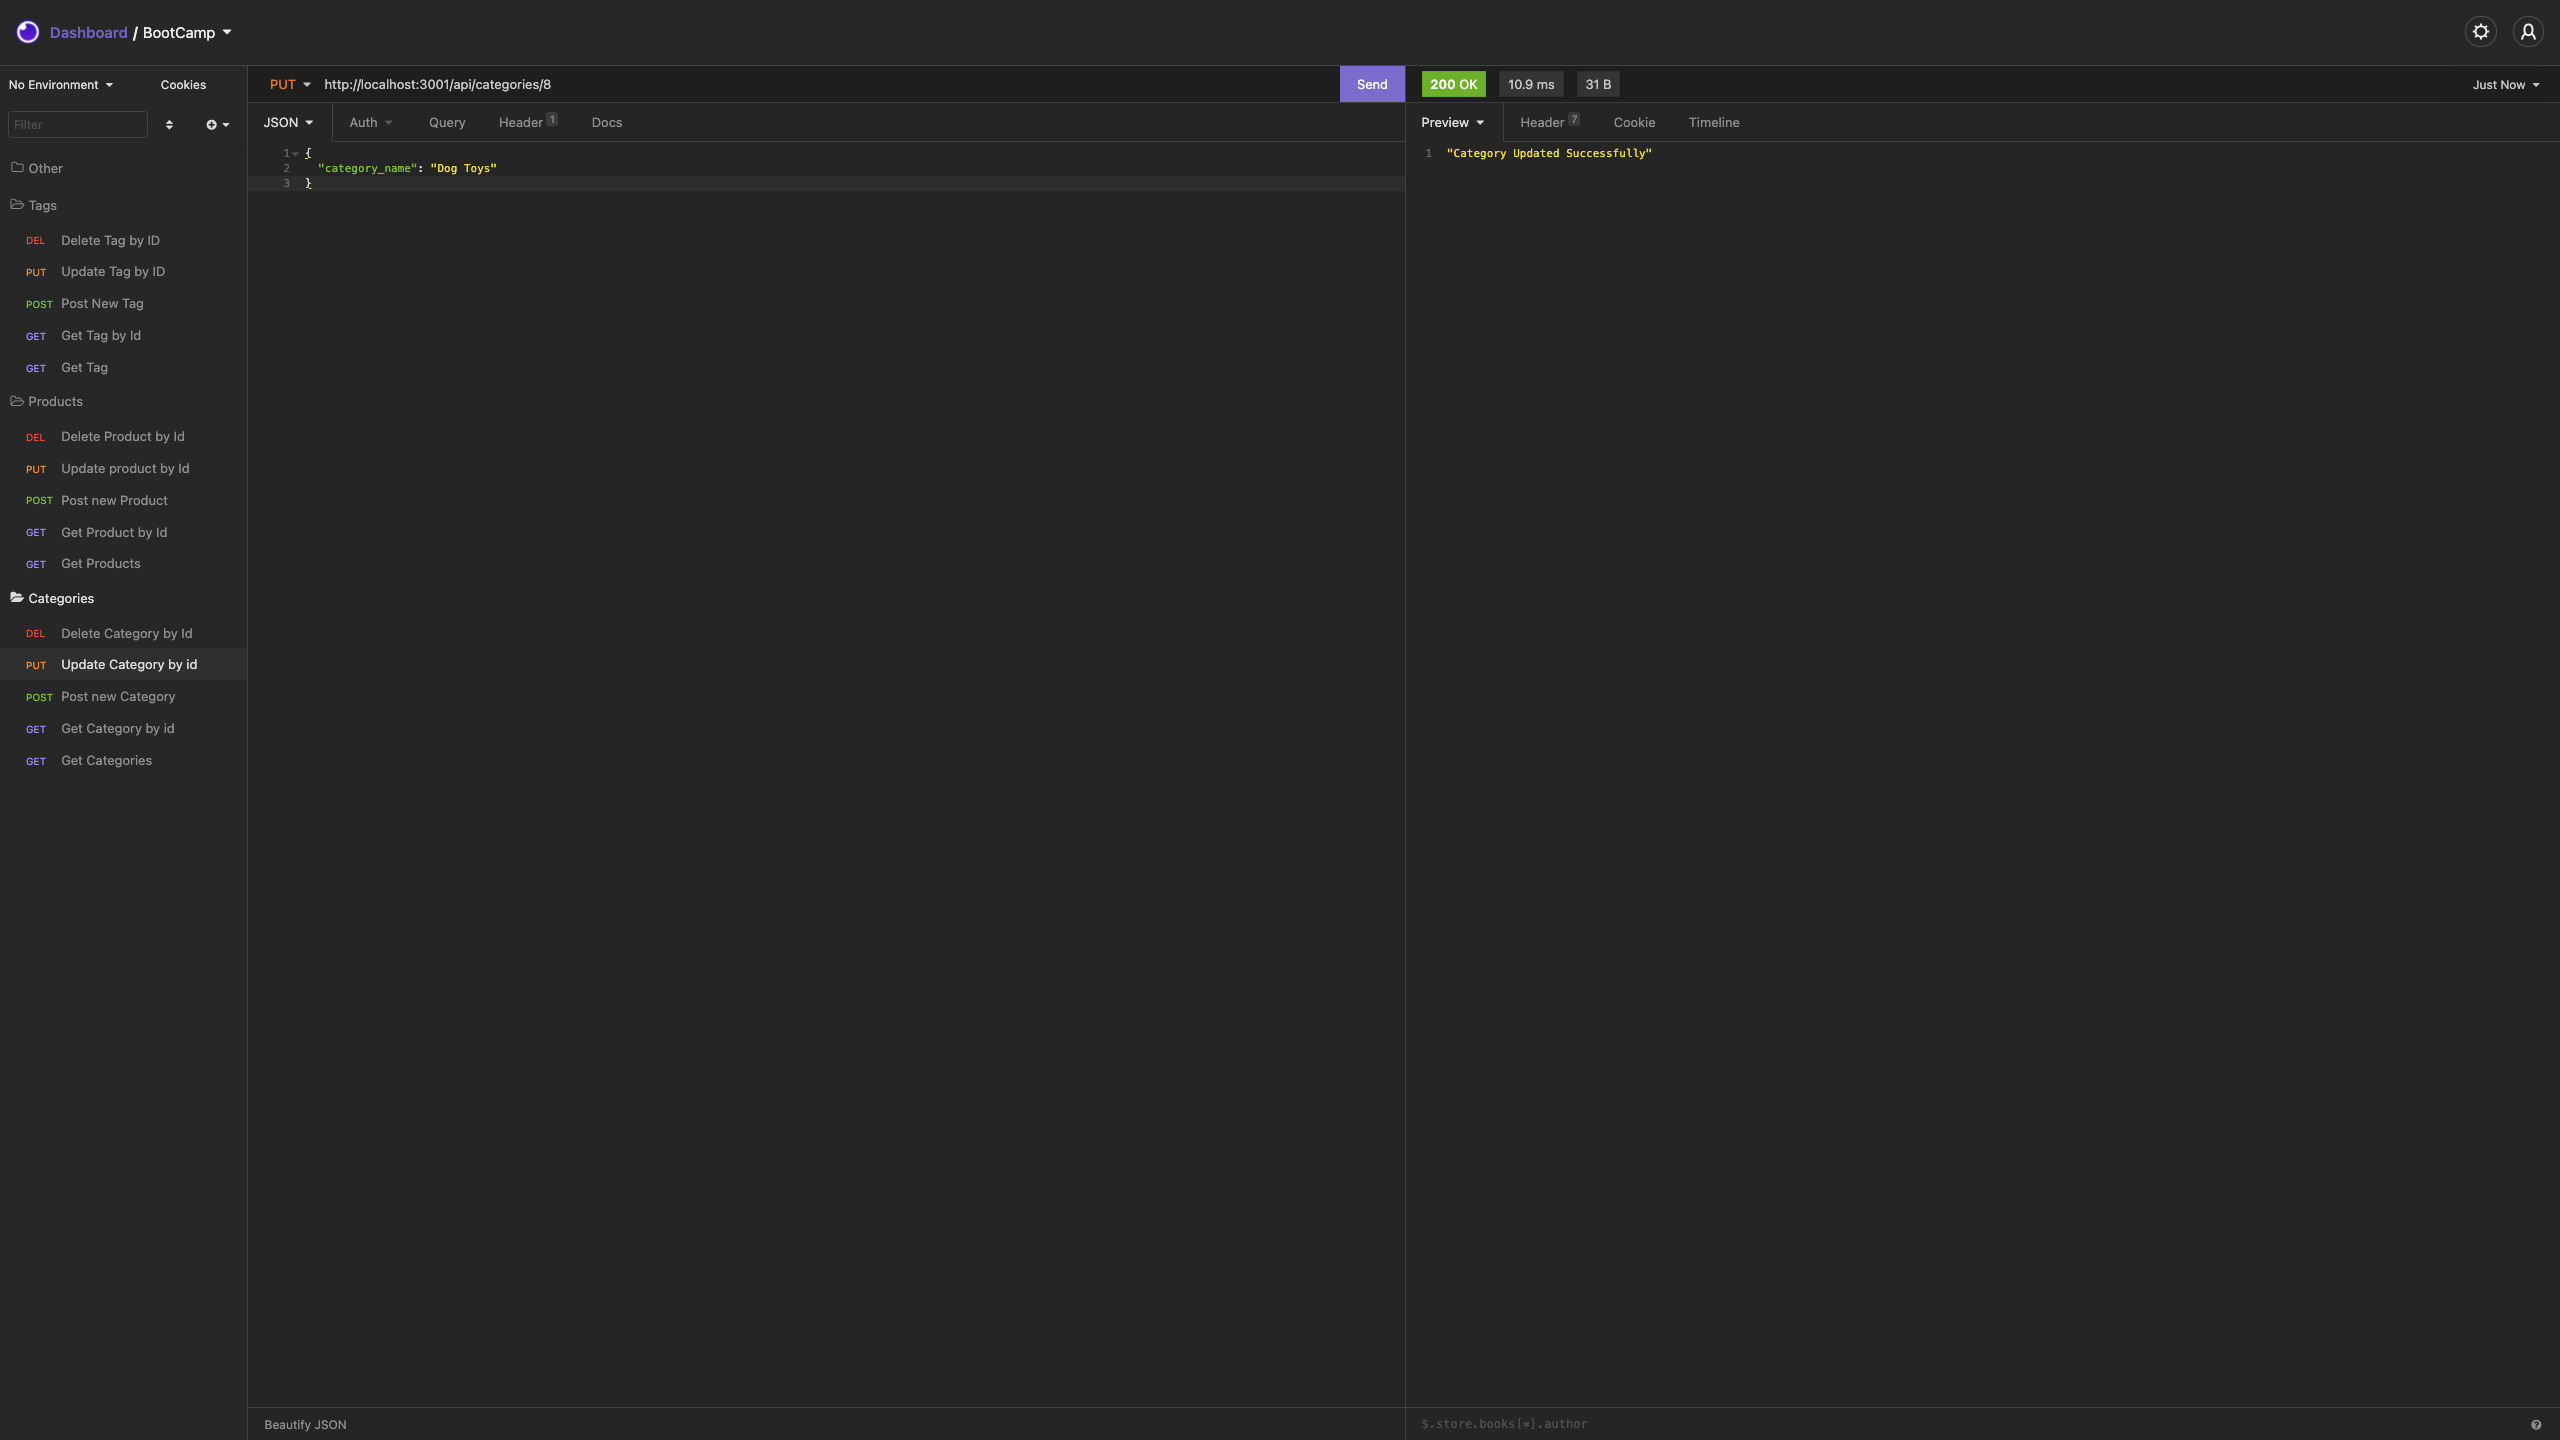 Dashboard / BootCamp
No Environment
Cookies
Filter
Other
Tags
DEL Delete Tag by ID
PUT Update Tag by ID
POST Post New Tag
GET Get Tag by Id
GET Get Tag
Products
DEL Delete Product by Id
PUT Update product by Id
POST Post new Product
GET Get Product by Id
GET Get Products
Categories
DEL Delete Category by Id
PUT Update Category by id
POST Post new Category
GET Get Category by id
GET Get Categories
PUT http://localhost:3001/api/categories/8 Send
JSON Auth Query Header 1 Docs
1 {
2 "category_name": "Dog Toys"
3 }
Beautify JSON
200 OK 10.9 ms 31 B Just Now
Preview Header 7 Cookie Timeline
1 "Category Updated Successfully"
$.store.books[*].author